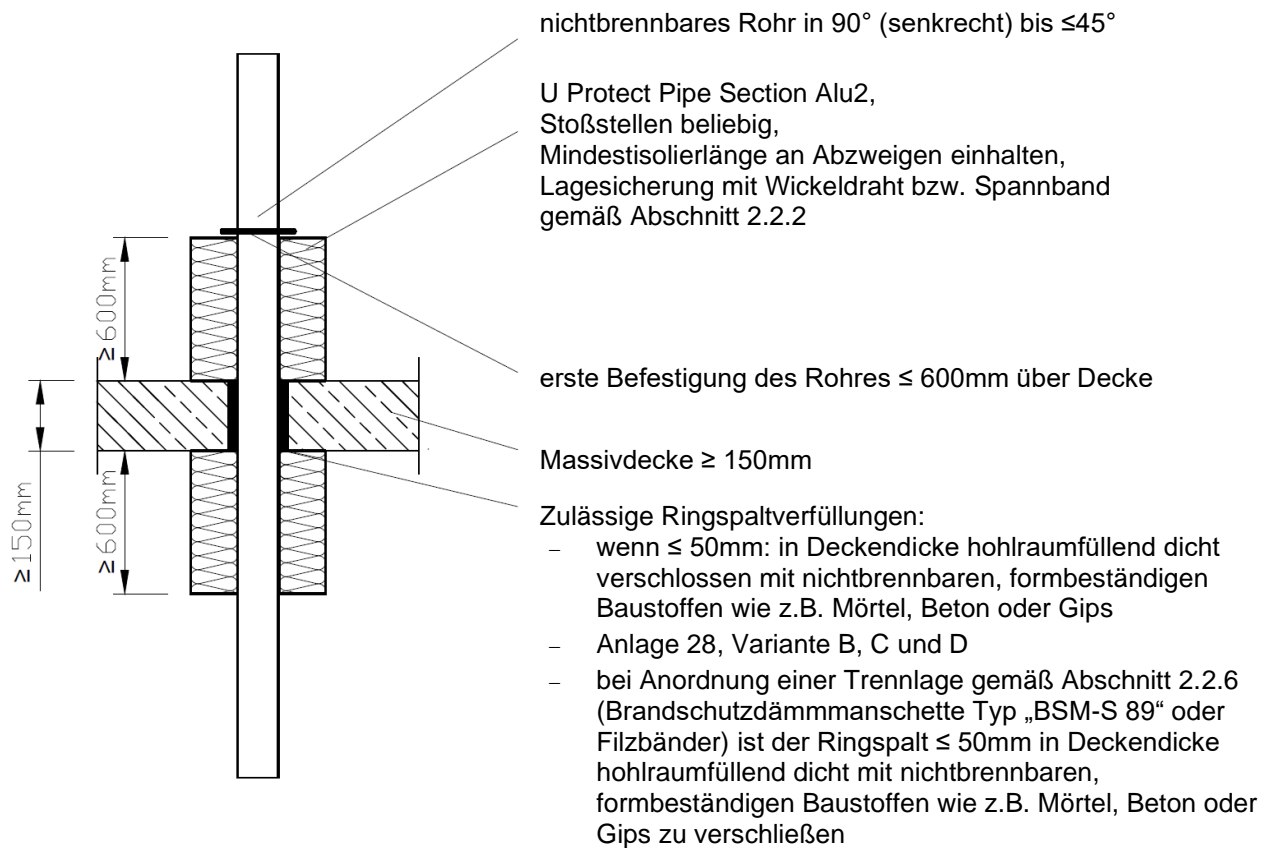 nichtbrennbares Rohr in 90° (senkrecht) bis ≤45°
U Protect Pipe Section Alu2,
Stoßstellen beliebig,
Mindestisolierlänge an Abzweigen einhalten,
Lagesicherung mit Wickeldraht bzw. Spannband
gemäß Abschnitt 2.2.2
≥600mm
erste Befestigung des Rohres ≤ 600mm über Decke
Massivdecke ≥ 150mm
≥150mm
≥600mm
Zulässige Ringspaltverfüllungen:
– wenn ≤ 50mm: in Deckendicke hohlraumfüllend dicht
verschlossen mit nichtbrennbaren, formbeständigen
Baustoffen wie z.B. Mörtel, Beton oder Gips
– Anlage 28, Variante B, C und D
– bei Anordnung einer Trennlage gemäß Abschnitt 2.2.6
(Brandschutzdämmmanschette Typ „BSM-S 89“ oder
Filzbänder) ist der Ringspalt ≤ 50mm in Deckendicke
hohlraumfüllend dicht mit nichtbrennbaren,
formbeständigen Baustoffen wie z.B. Mörtel, Beton oder
Gips zu verschließen